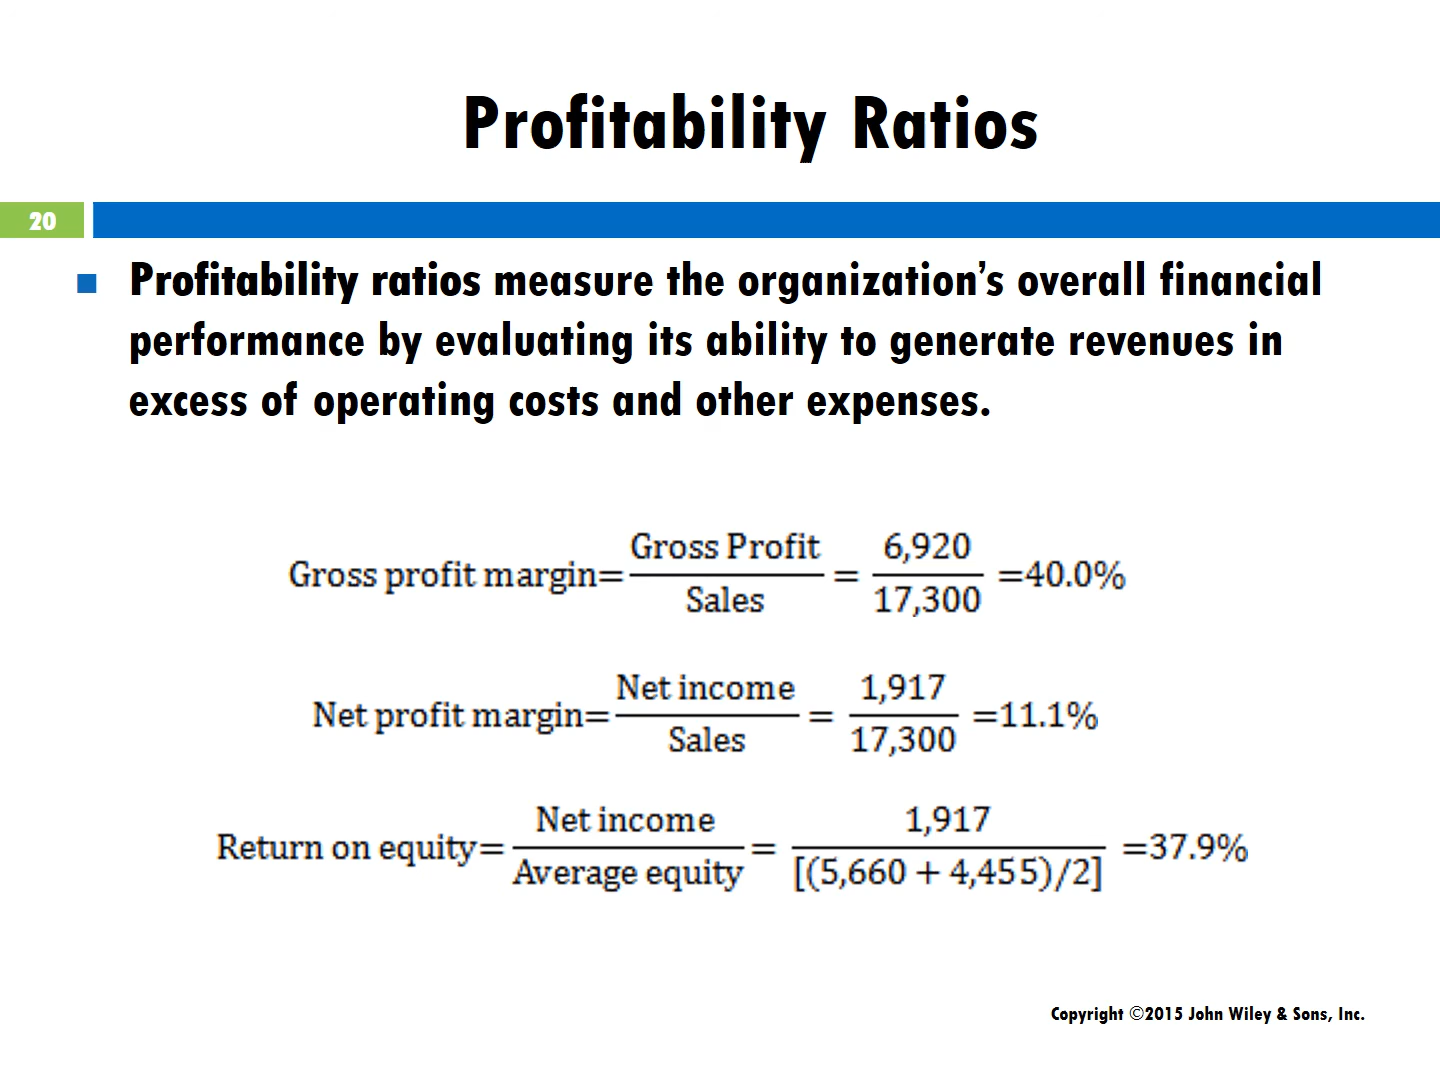 Profitability Ratios
20
Profitability ratios measure the organization's overall financial
performance by evaluating its ability to generate revenues in
excess of operating costs and other expenses.
Gross profit margin= Gross Profit / Sales = 6,920 / 17,300 =40.0%
Net profit margin= Net income / Sales = 1,917 / 17,300 =11.1%
Return on equity= Net income / Average equity = 1,917 / [((5,660 + 4,455)/2] =37.9%
Copyright ©2015 John Wiley & Sons, Inc.